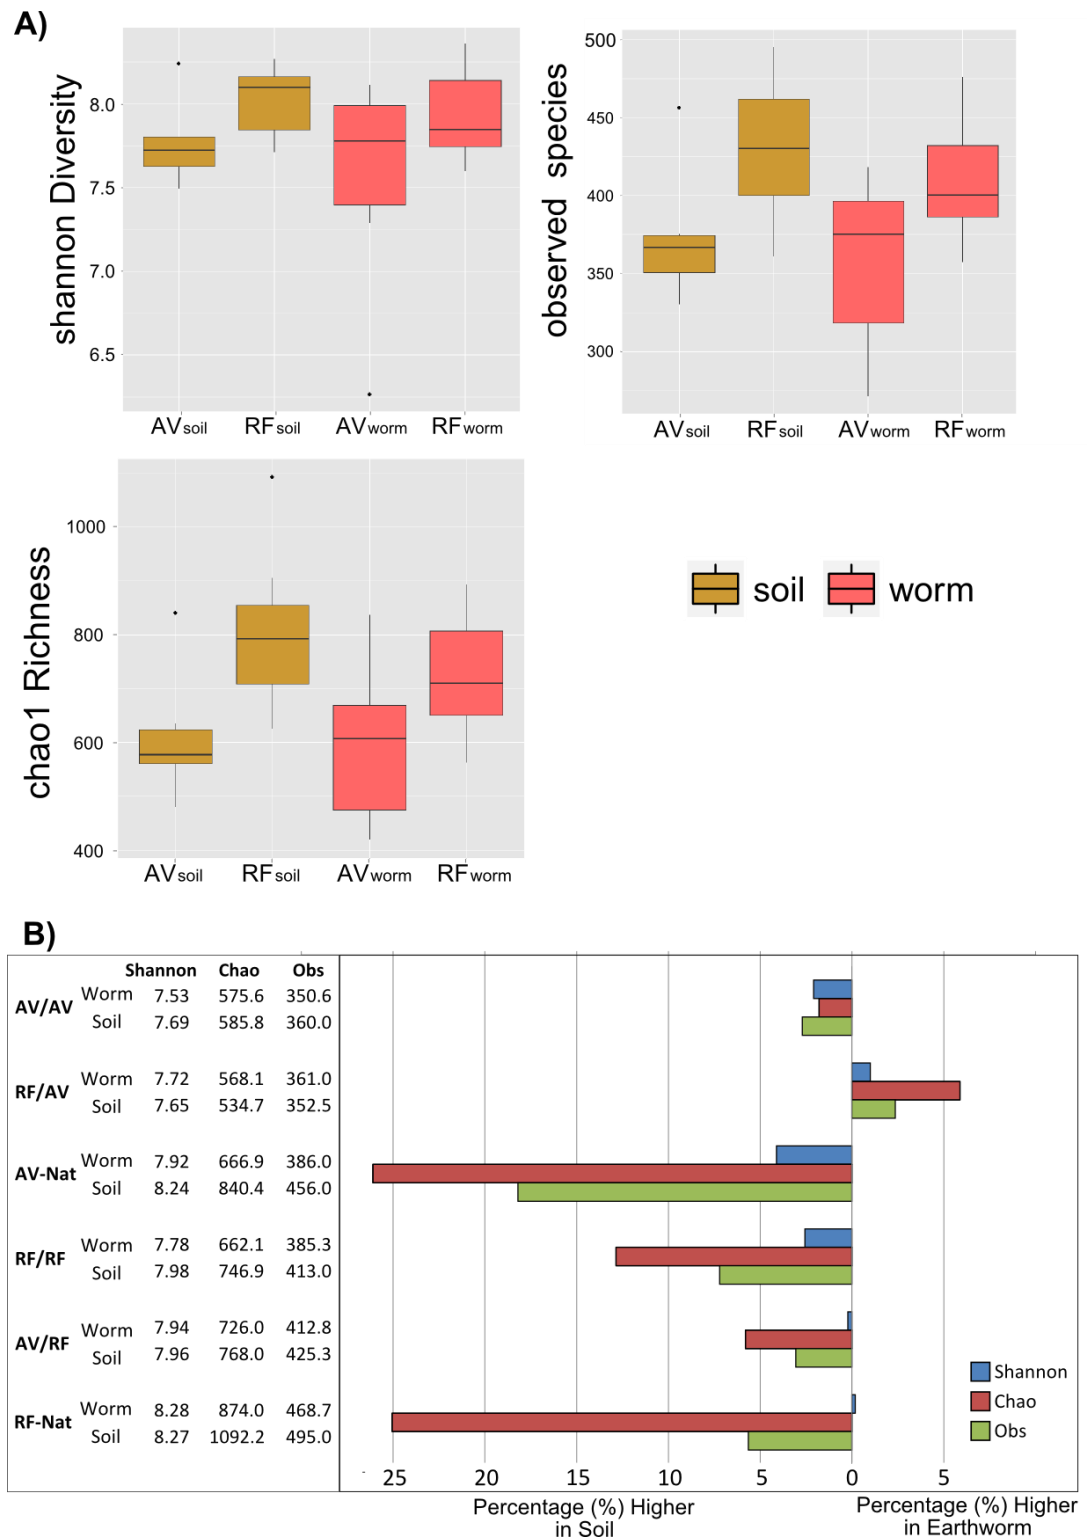 A)
shannon Diversity
8.0
7.5
7.0
6.5
AVsoil RFsoil AVworm RFworm
observed species
500
450
400
350
300
AVsoil RFsoil AVworm RFworm
chao1 Richness
1000
800
600
400
AVsoil RFsoil AVworm RFworm
soil worm
B)
Shannon Chao Obs
AV/AV
Worm 7.53 575.6 350.6
Soil 7.69 585.8 360.0
RF/AV
Worm 7.72 568.1 361.0
Soil 7.65 534.7 352.5
AV-Nat
Worm 7.92 666.9 386.0
Soil 8.24 840.4 456.0
RF/RF
Worm 7.78 662.1 385.3
Soil 7.98 746.9 413.0
AV/RF
Worm 7.94 726.0 412.8
Soil 7.96 768.0 425.3
RF-Nat
Worm 8.28 874.0 468.7
Soil 8.27 1092.2 495.0
Shannon
Chao
Obs
25 20 15 10 5 0 5
Percentage (%) Higher
in Soil
Percentage (%) Higher
in Earthworm